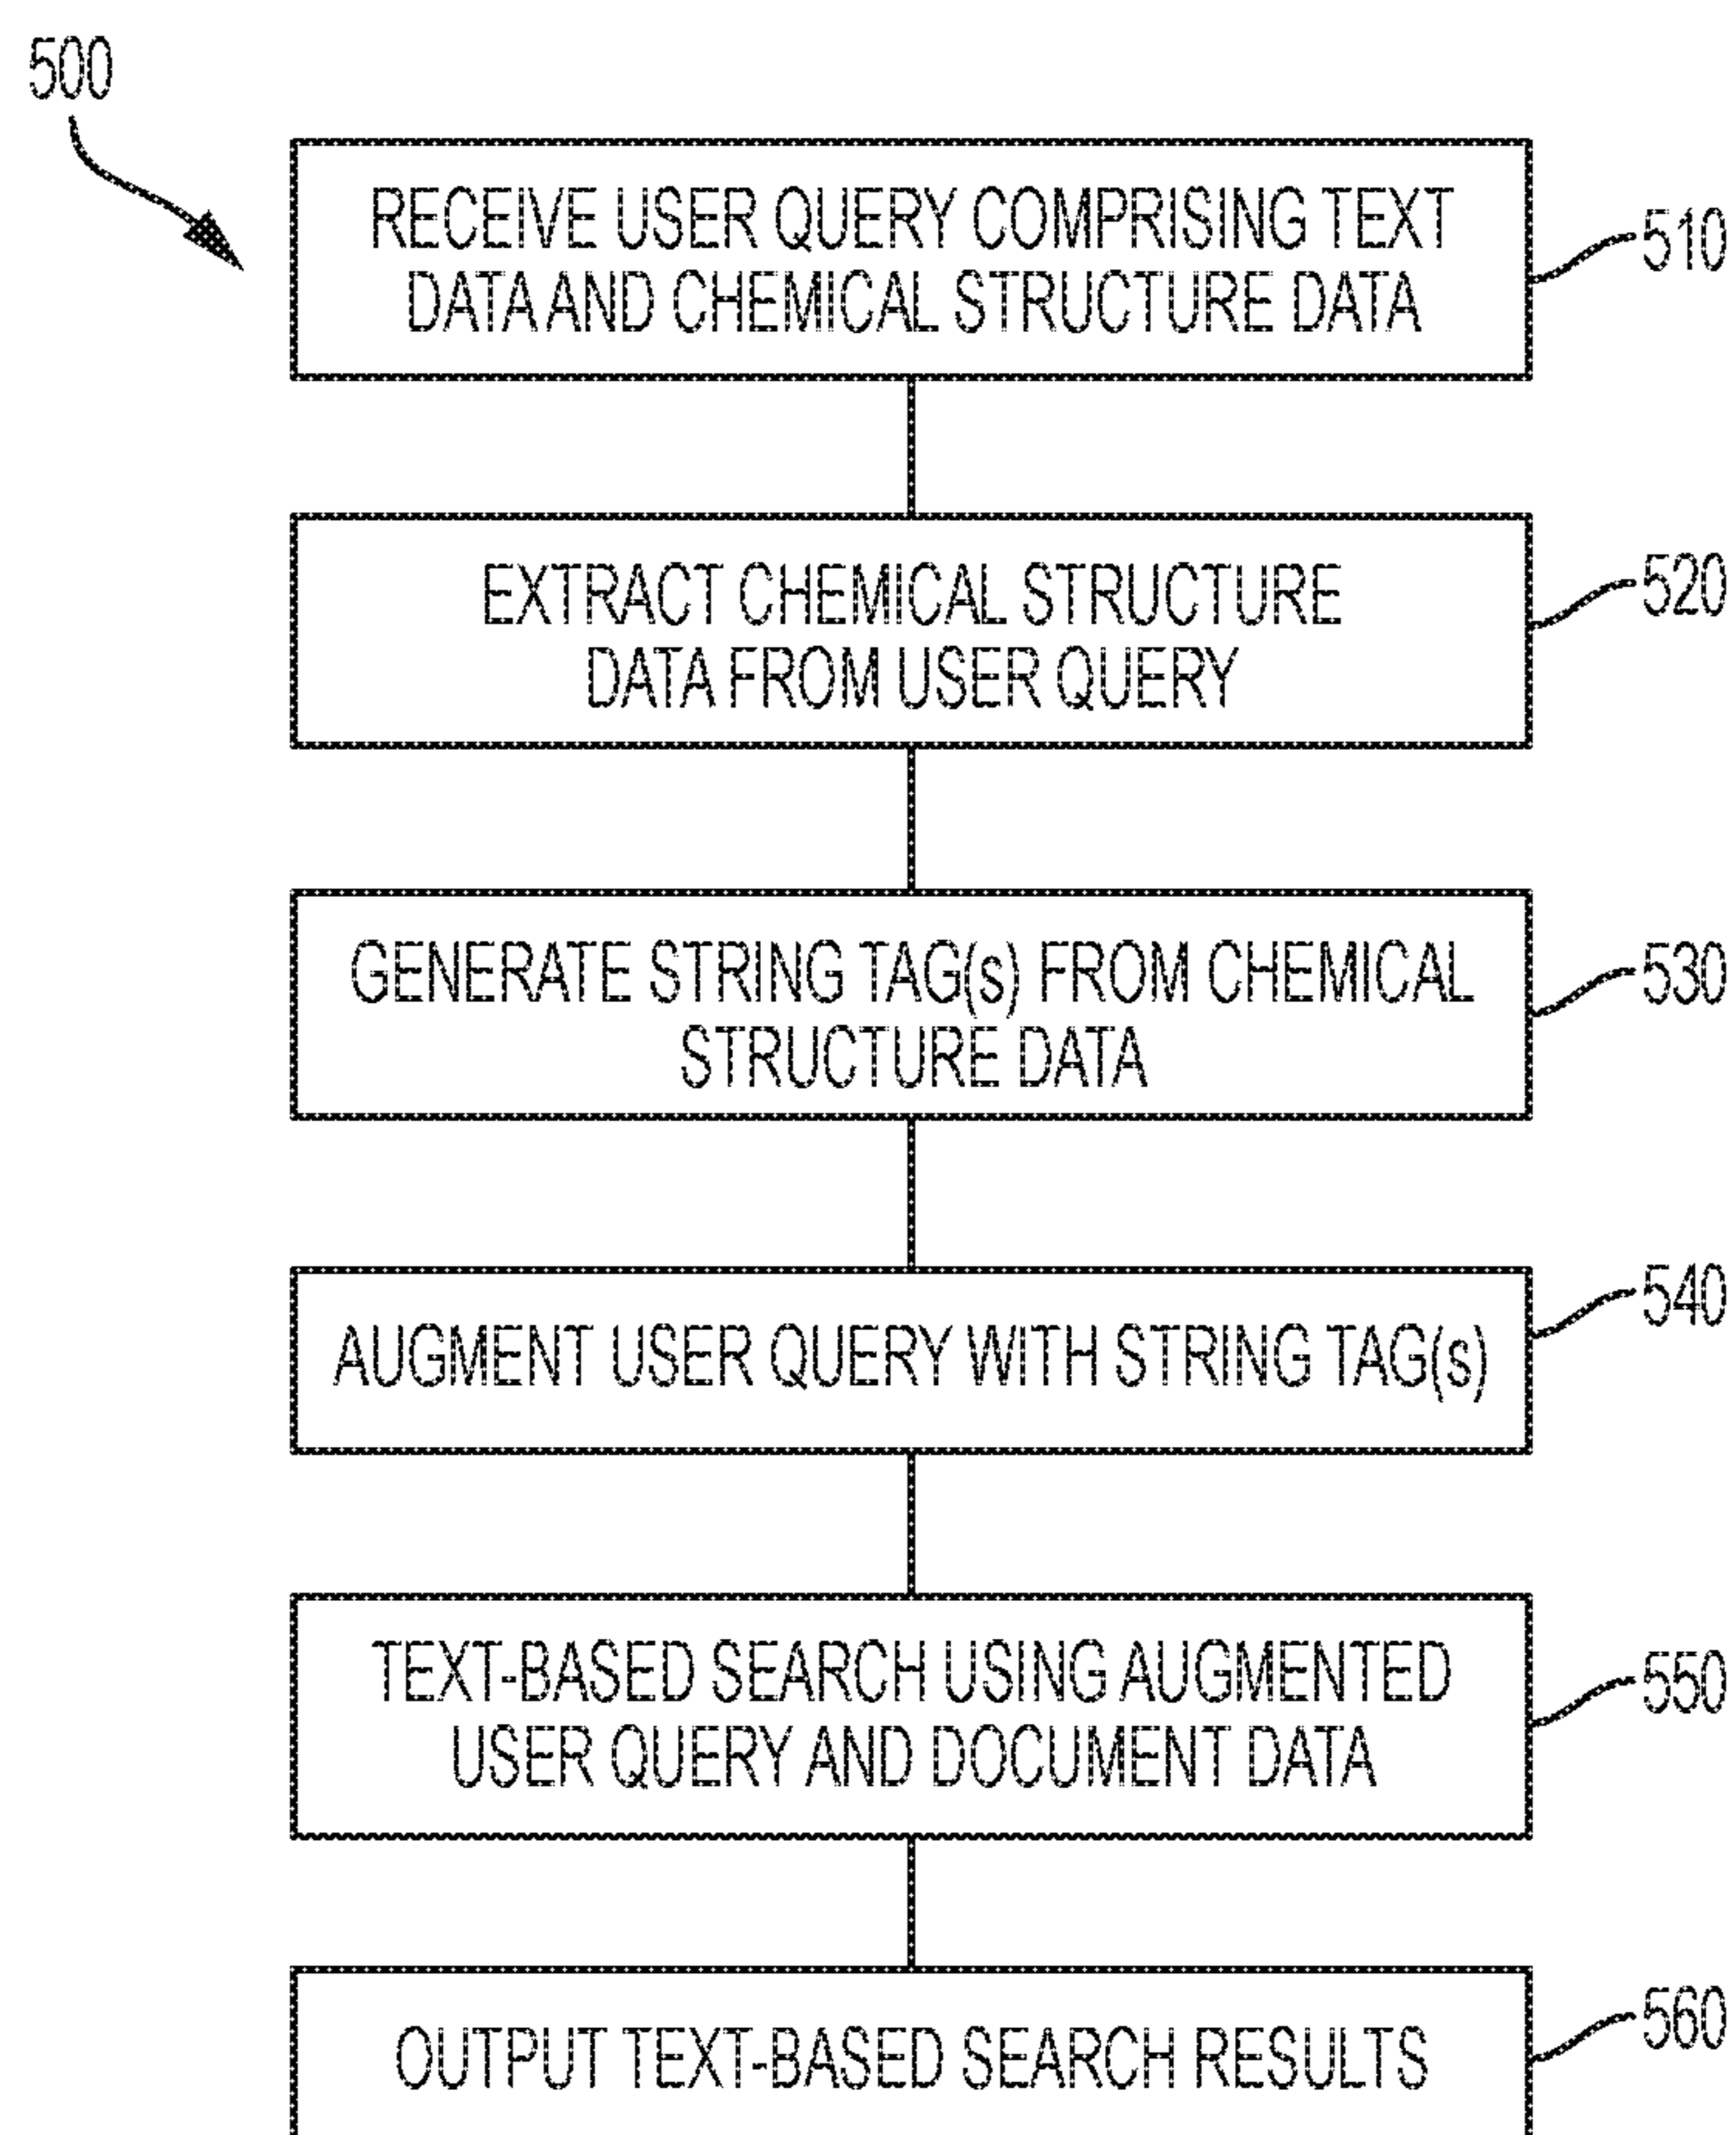 500
RECEIVE USER QUERY COMPRISING TEXT
DATA AND CHEMICAL STRUCTURE DATA
510
EXTRACT CHEMICAL STRUCTURE
DATA FROM USER QUERY
520
GENERATE STRING TAG(s) FROM CHEMICAL
STRUCTURE DATA
530
AUGMENT USER QUERY WITH STRING TAG(s)
540
TEXT-BASED SEARCH USING AUGMENTED
USER QUERY AND DOCUMENT DATA
550
OUTPUT TEXT-BASED SEARCH RESULTS
560